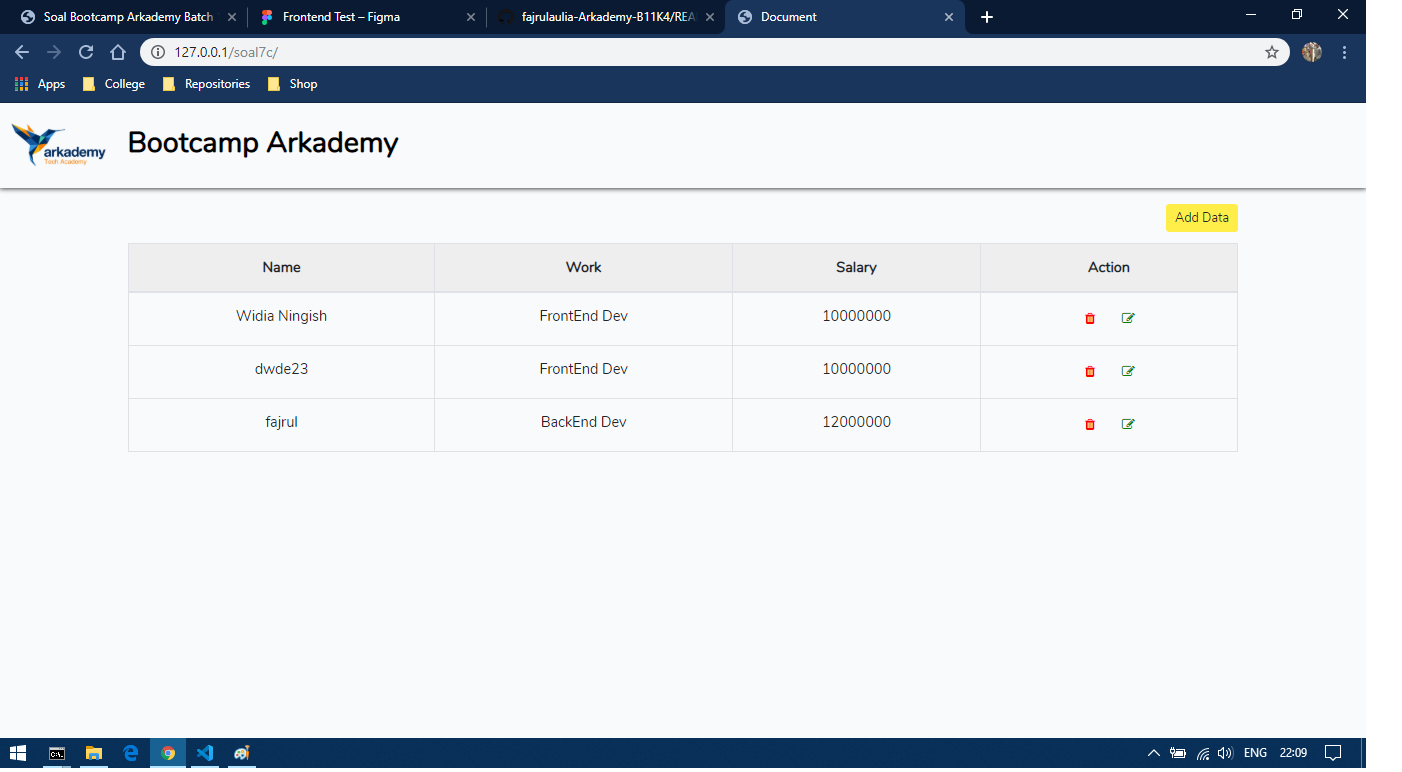 Soal Bootcamp Arkademy Batch
Frontend Test – Figma
fajrulaulia-Arkademy-B11K4/REA
Document
127.0.0.1/soal7c/
Apps College Repositories Shop
arkademy
Tech Academy
Bootcamp Arkademy
Add Data
Name Work Salary Action
Widia Ningish FrontEnd Dev 10000000
dwde23 FrontEnd Dev 10000000
fajrul BackEnd Dev 12000000
ENG 22:09